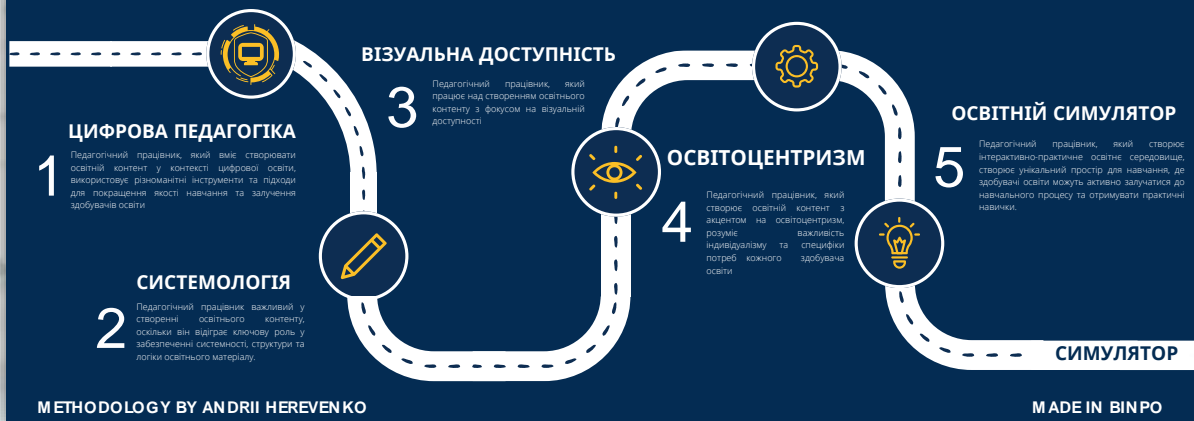 ЦИФРОВА ПЕДАГОГІКА
1
Педагогічний працівник, який вміє створювати
освітній контент у контексті цифрової освіти,
використовує різноманітні інструменти та підходи
для покращення якості навчання та залучення
здобувачів освіти
СИСТЕМОЛОГІЯ
2
Педагогічний працівник важливий у
створенні освітнього контенту,
оскільки він відіграє ключову роль у
забезпеченні системності, структури та
логіки освітнього матеріалу.
ВІЗУАЛЬНА ДОСТУПНІСТЬ
3
Педагогічний працівник, який
працює над створенням освітнього
контенту з фокусом на візуальній
доступності
ОСВІТОЦЕНТРИЗМ
4
Педагогічний працівник, який
створює освітній контент з
акцентом на освітоцентризм,
розуміє важливість
індивідуалізму та специфіки
потреб кожного здобувача
освіти
ОСВІТНІЙ СИМУЛЯТОР
5
Педагогічний працівник, який створює
інтерактивно-практичне освітнє середовище,
створює унікальний простір для навчання, де
здобувачі освіти можуть активно залучатися до
навчального процесу та отримувати практичні
навички.
СИМУЛЯТОР
METHODOLOGY BY ANDRII HEREVENKO
MADE IN BINPO